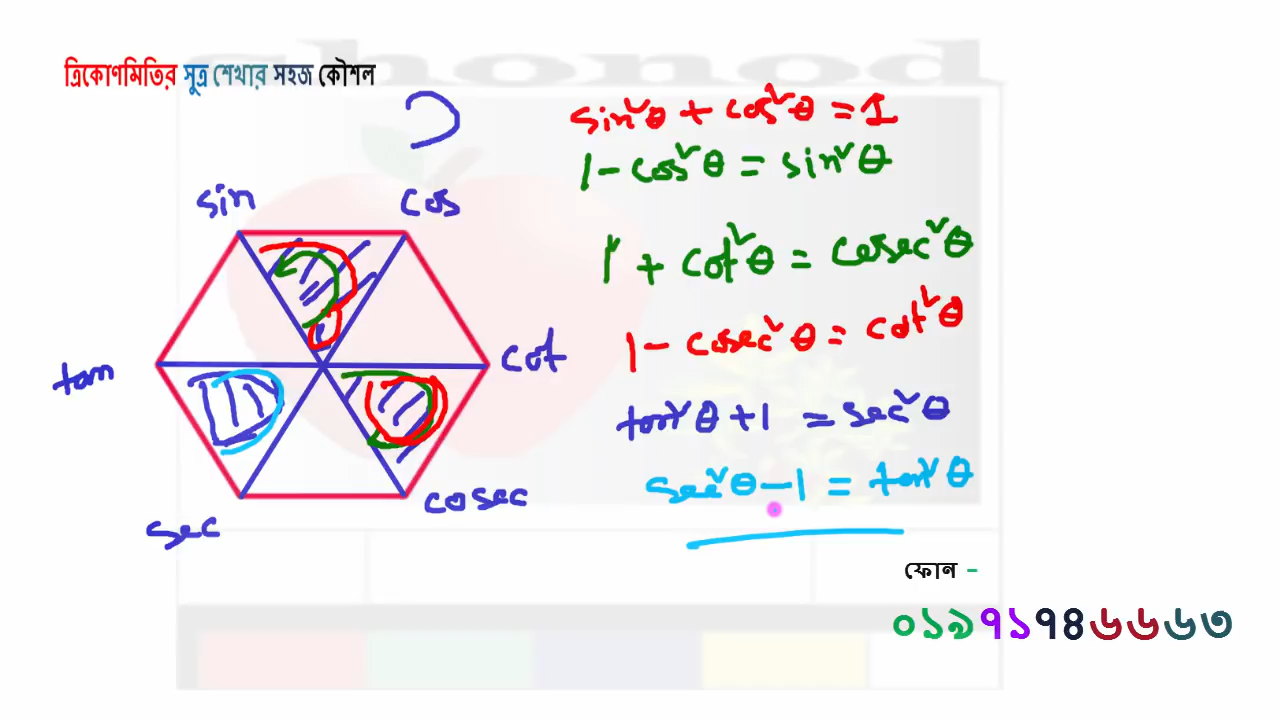 shonod
ত্রিকোণমিতির সুত্র শেখার সহজ কৌশল
sin²θ + cos²θ = 1
1 - cos²θ = sin²θ
sin
cos
1 + cot²θ = cosec²θ
1 - cosec²θ = cot²θ
cot
tan
tan²θ + 1 = sec²θ
sec²θ - 1 = tan²θ
cosec
sec
ফোন -
০১৯৭১৭৪৬৬৬৩